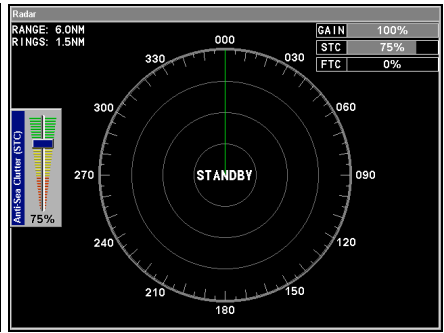 Radar
RANGE: 6.0NM
RINGS: 1.5NM
GAIN 100%
STC 75%
FTC 0%
000
330 030
300 060
Anti-Sea Clutter (STC)
75%
270 STANDBY 090
240 120
210 150
180